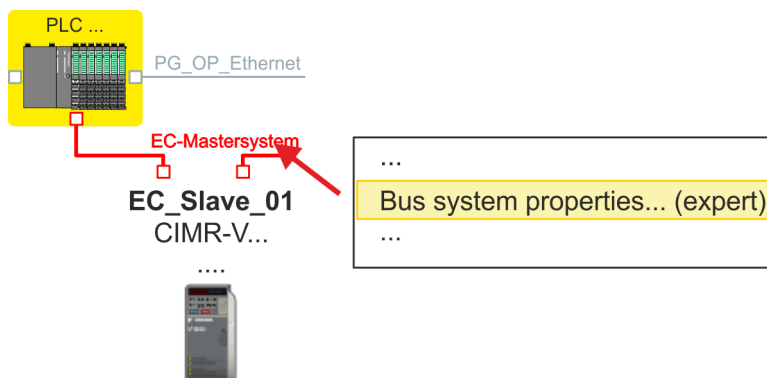 PLC ...
PG_OP_Ethernet
EC-Mastersystem
...
EC_Slave_01
Bus system properties... (expert)
CIMR-V...
...
....